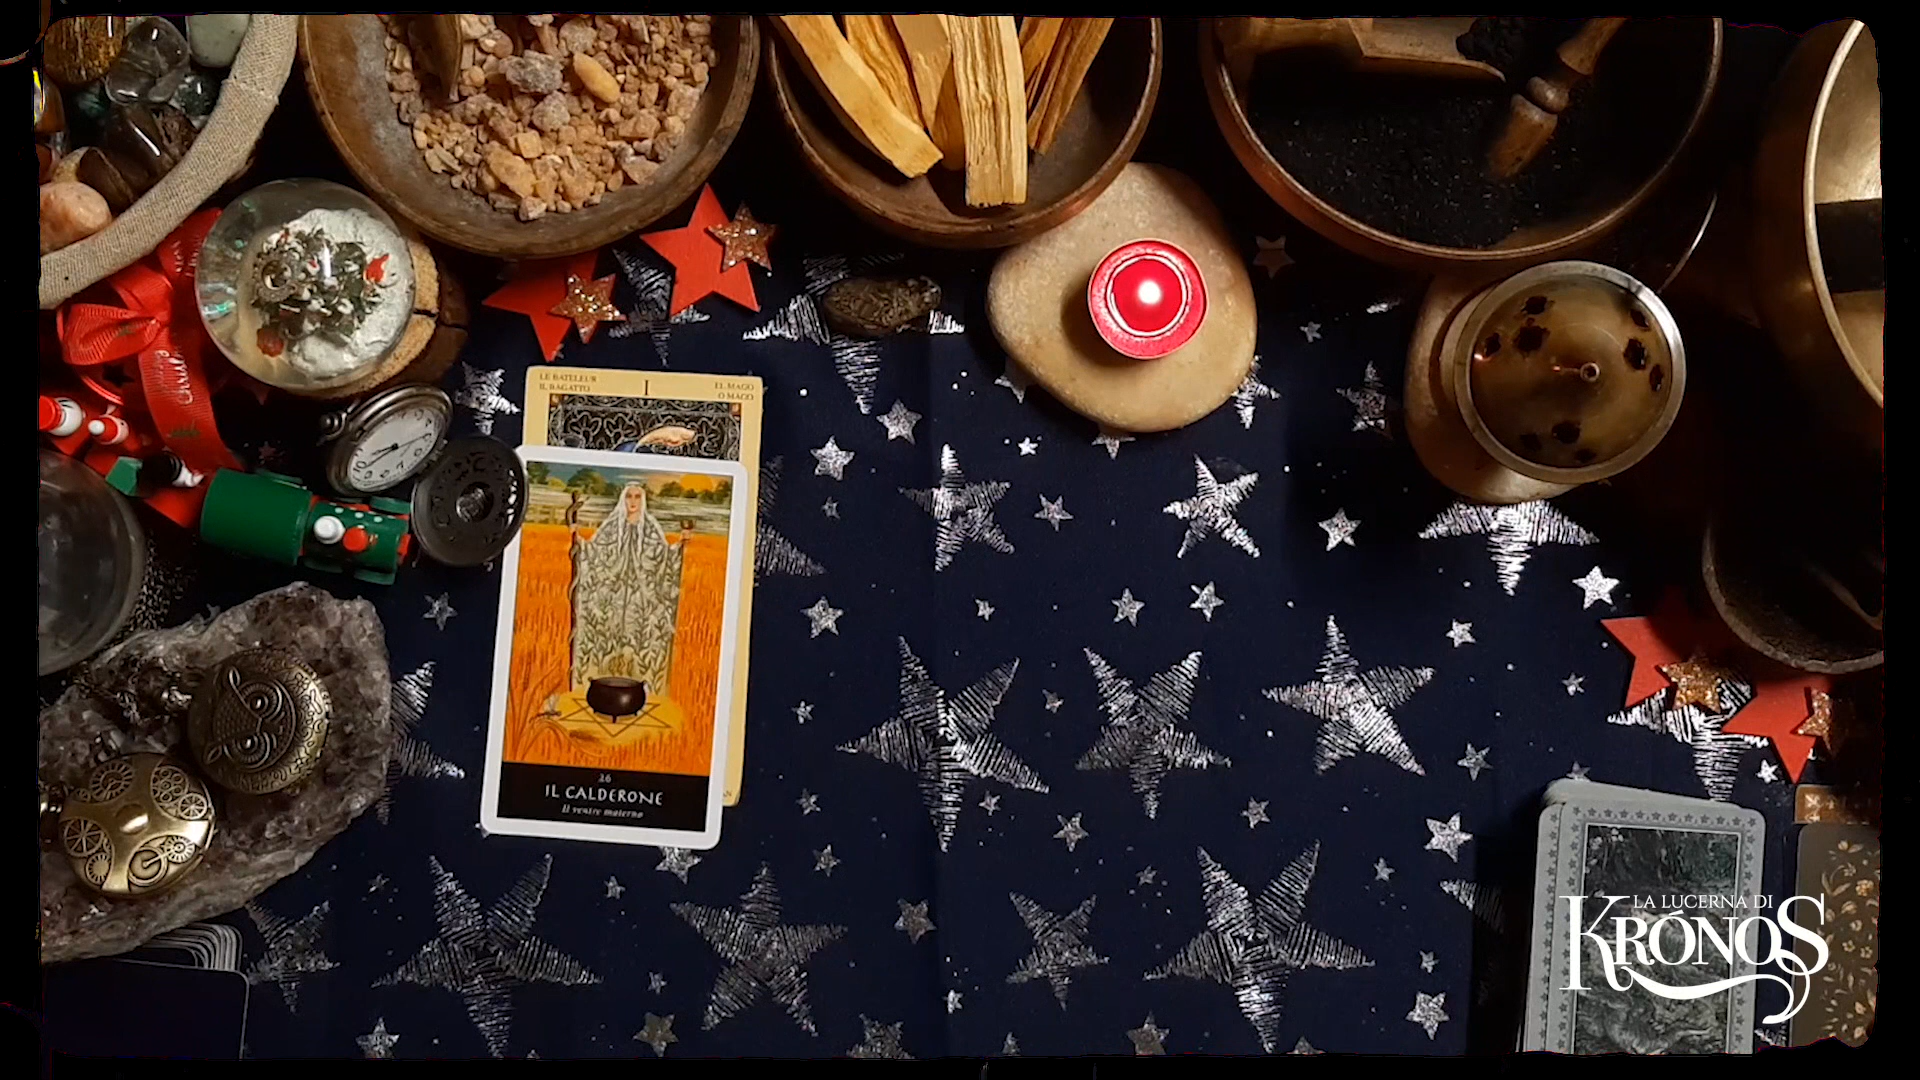 LE BATELEUR
IL BAGATTO
I
EL MAGO
O MAGO
26
IL CALDERONE
Il ventre materno
LA LUCERNA DI
KRÓNOS